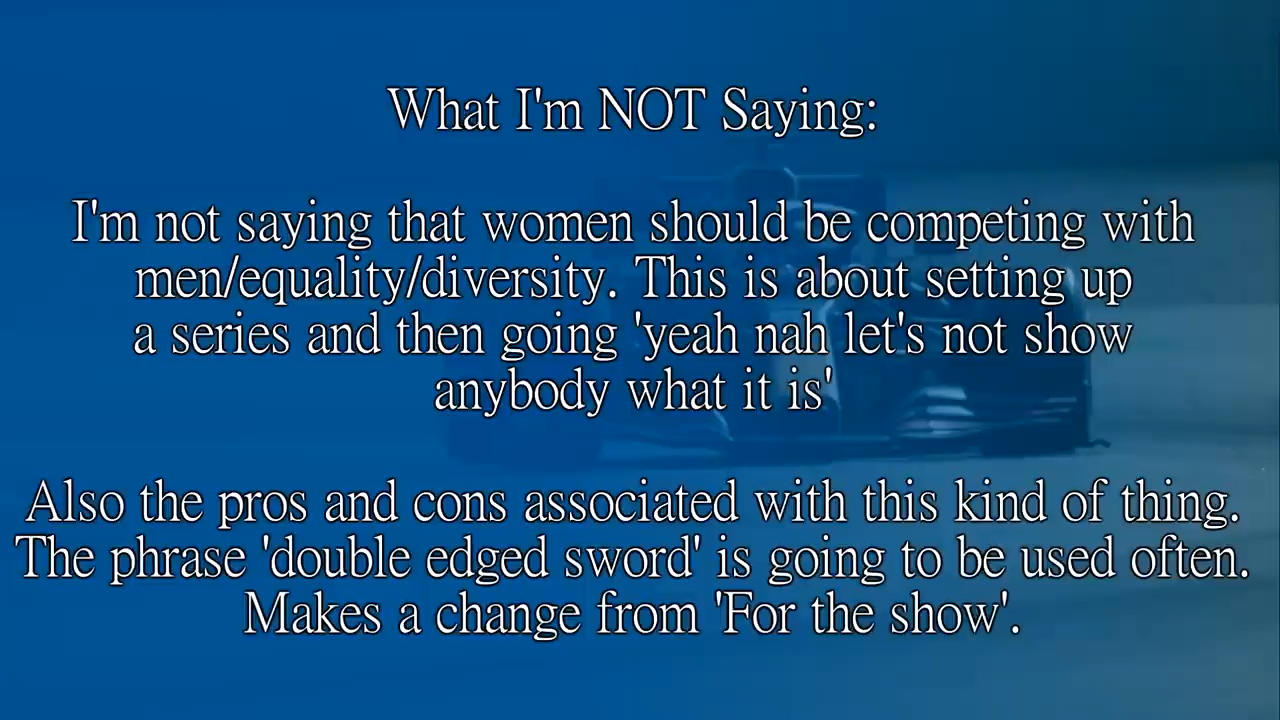 What I'm NOT Saying:
I'm not saying that women should be competing with
men/equality/diversity. This is about setting up
a series and then going 'yeah nah let's not show
anybody what it is'
Also the pros and cons associated with this kind of thing.
The phrase 'double edged sword' is going to be used often.
Makes a change from 'For the show'.